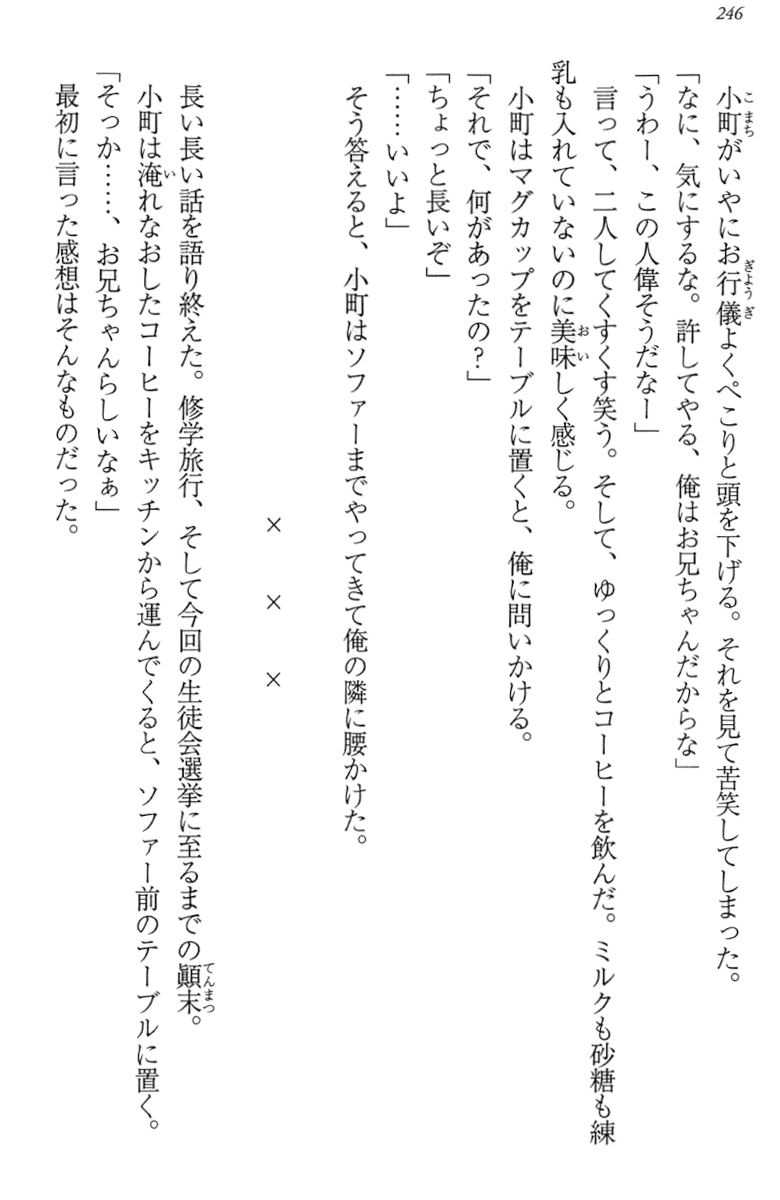 246
小町がいやにお行儀よくぺこりと頭を下げる。それを見て苦笑してしまった。
「なに、気にするな。許してやる、俺はお兄ちゃんだからな」
「うわー、この人偉そうだなー」
言って、二人してくすくす笑う。そして、ゆっくりとコーヒーを飲んだ。ミルクも砂糖も練
乳も入れていないのに美味しく感じる。
小町はマグカップをテーブルに置くと、俺に問いかける。
「それで、何があったの？」
「ちょっと長いぞ」
「……いいよ」
そう答えると、小町はソファーまでやってきて俺の隣に腰かけた。
× × ×
長い長い話を語り終えた。修学旅行、そして今回の生徒会選挙に至るまでの顚末。
小町は淹れなおしたコーヒーをキッチンから運んでくると、ソファー前のテーブルに置く。
「そっか……、お兄ちゃんらしいなぁ」
最初に言った感想はそんなものだった。